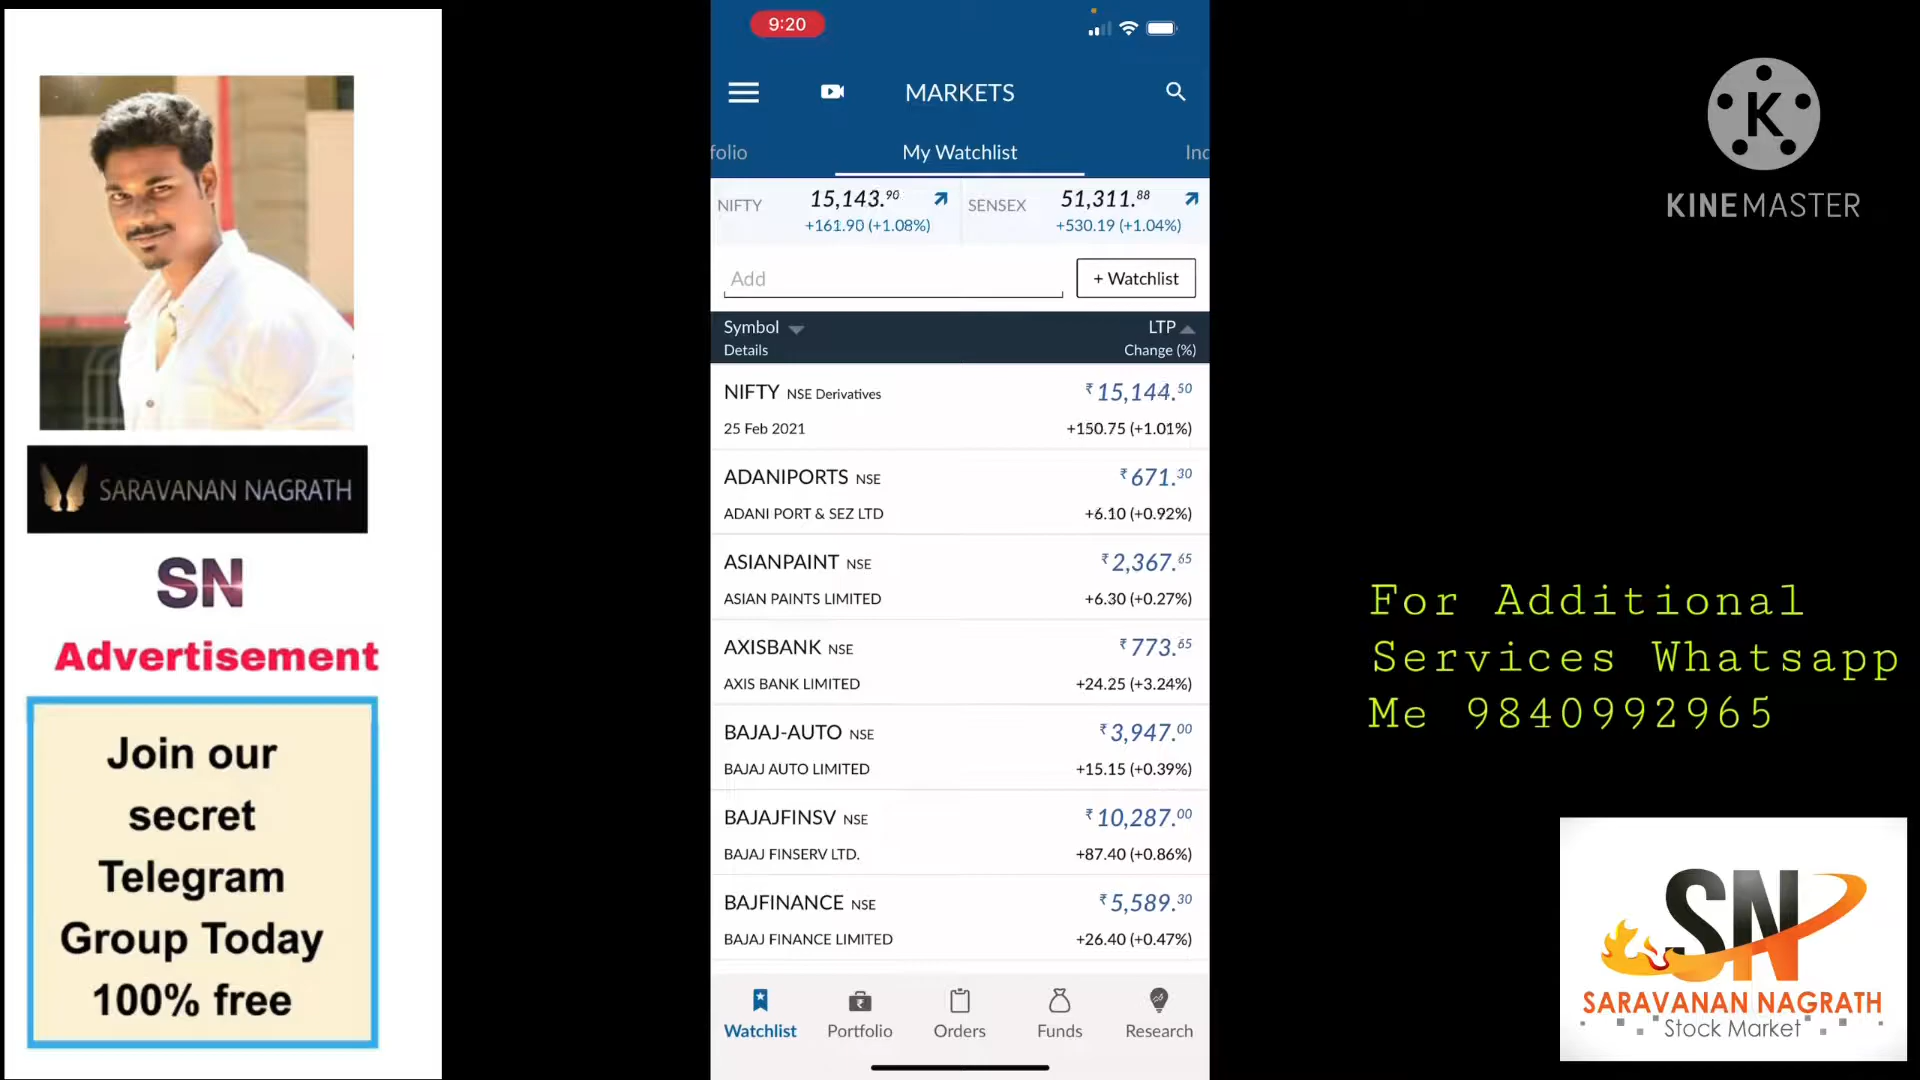 SARAVANAN NAGRATH
SN
Advertisement
Join our
secret
Telegram
Group Today
100% free
9:20
MARKETS
folio
My Watchlist
Ind
NIFTY 15,143.90 SENSEX 51,311.88
+161.90 (+1.08%) +530.19 (+1.04%)
Add + Watchlist
Symbol LTP
Details Change (%)
NIFTY NSE Derivatives ₹15,144.50
25 Feb 2021 +150.75 (+1.01%)
ADANIPORTS NSE ₹671.30
ADANI PORT & SEZ LTD +6.10 (+0.92%)
ASIANPAINT NSE ₹2,367.65
ASIAN PAINTS LIMITED +6.30 (+0.27%)
AXISBANK NSE ₹773.65
AXIS BANK LIMITED +24.25 (+3.24%)
BAJAJ-AUTO NSE ₹3,947.00
BAJAJ AUTO LIMITED +15.15 (+0.39%)
BAJAJFINSV NSE ₹10,287.00
BAJAJ FINSERV LTD. +87.40 (+0.86%)
BAJFINANCE NSE ₹5,589.30
BAJAJ FINANCE LIMITED +26.40 (+0.47%)
Watchlist Portfolio Orders Funds Research
K
KINEMASTER
For Additional
Services Whatsapp
Me 9840992965
SN
SARAVANAN NAGRATH
Stock Market